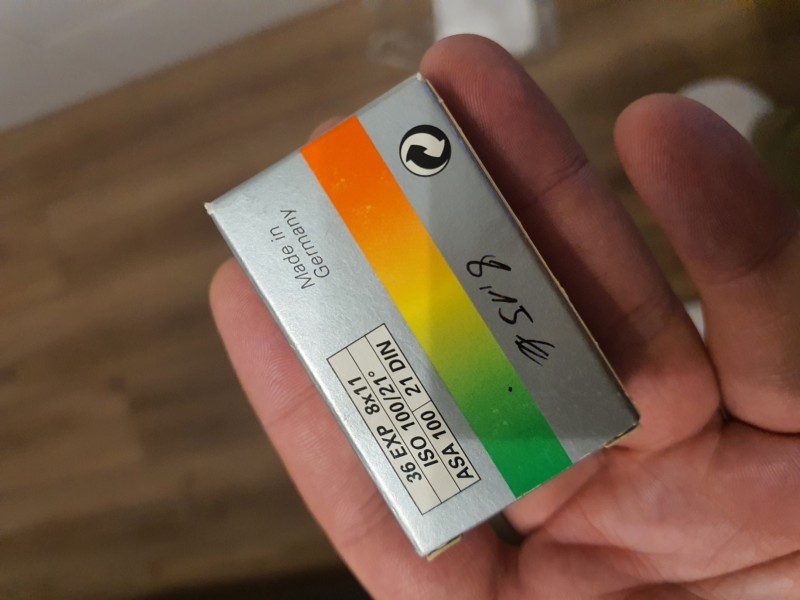 Made in
Germany
36 EXP 8x11
ISO 100/21°
ASA 100 21 DIN